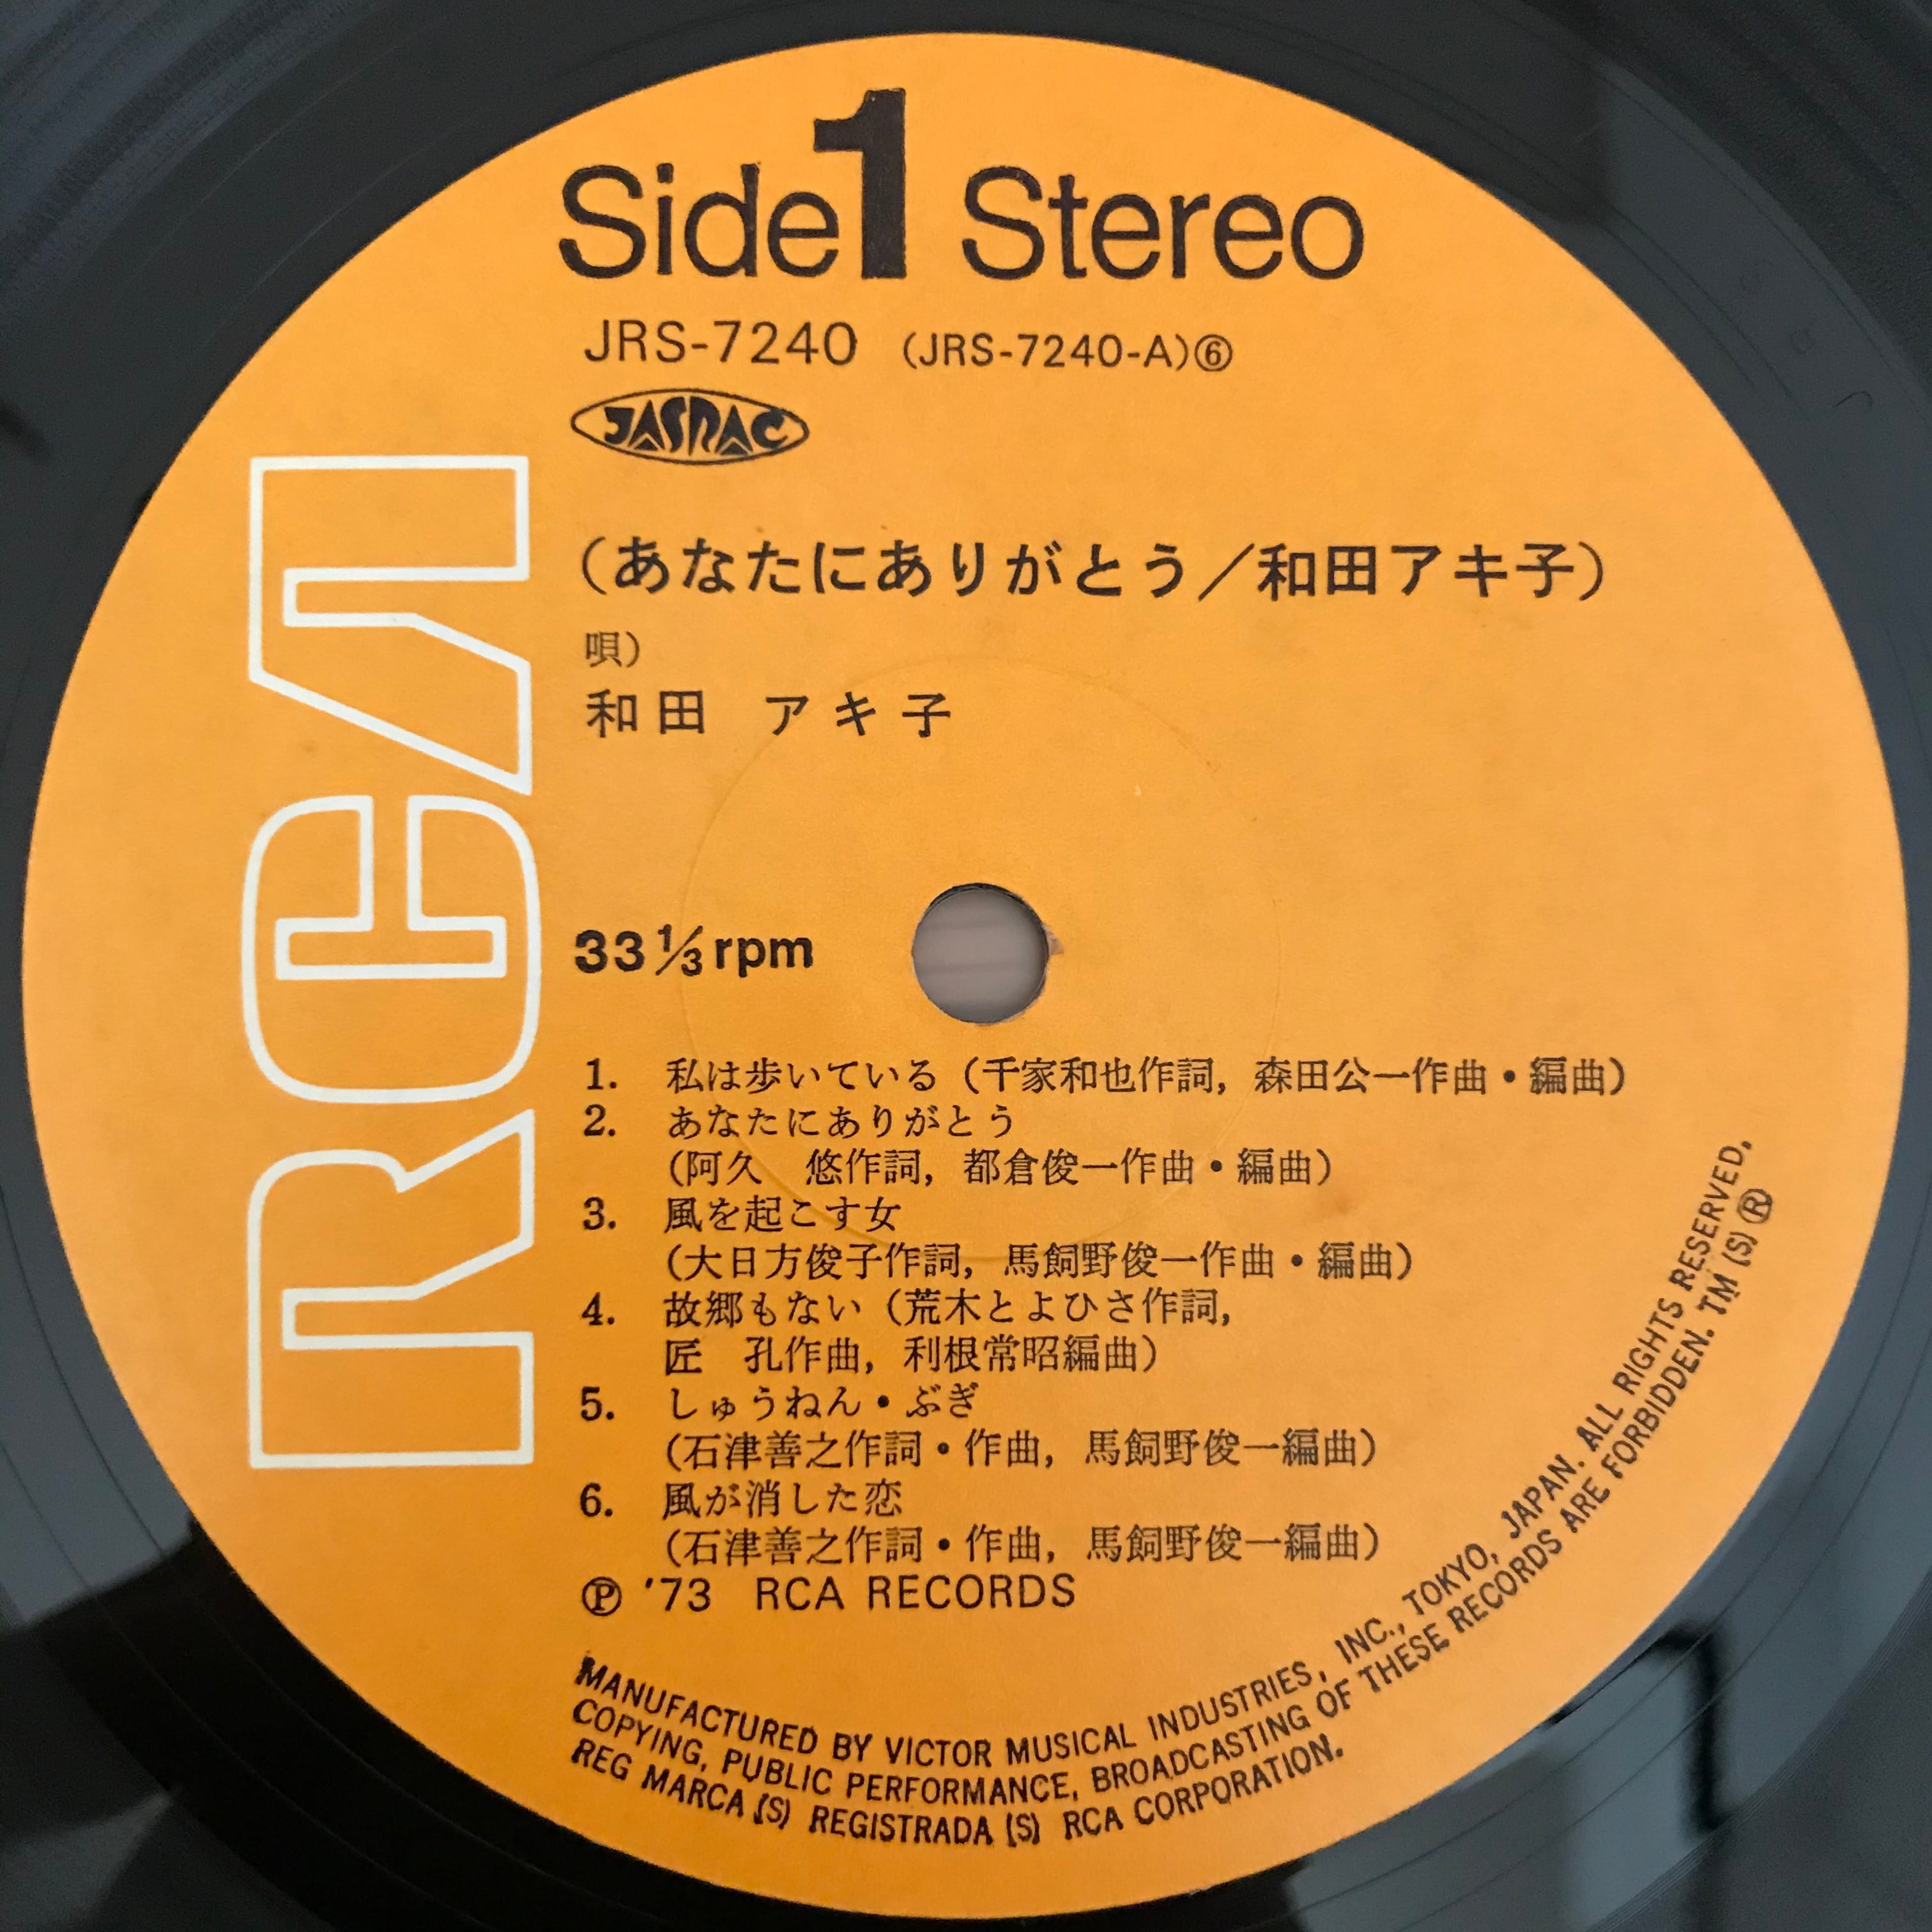 Side 1 Stereo
JRS-7240 (JRS-7240-A)⑥
JASRAC
RCA
(あなたにありがとう/和田アキ子)
唄)
和田 アキ子
33 1/3 rpm
1. 私は歩いている (千家和也作詞, 森田公一作曲・編曲)
2. あなたにありがとう
(阿久 悠作詞, 都倉俊一作曲・編曲)
3. 風を起こす女
(大日方俊子作詞, 馬飼野俊一作曲・編曲)
4. 故郷もない (荒木とよひさ作詞,
匠 孔作曲, 利根常昭編曲)
5. しゅうねん・ぶぎ
(石津善之作詞・作曲, 馬飼野俊一編曲)
6. 風が消した恋
(石津善之作詞・作曲, 馬飼野俊一編曲)
Ⓟ '73 RCA RECORDS
MANUFACTURED BY VICTOR MUSICAL INDUSTRIES, INC., TOKYO, JAPAN. ALL RIGHTS RESERVED,
COPYING, PUBLIC PERFORMANCE, BROADCASTING OF THESE RECORDS ARE FORBIDDEN. TM (S) Ⓡ
REG MARCA (S) REGISTRADA (S) RCA CORPORATION.